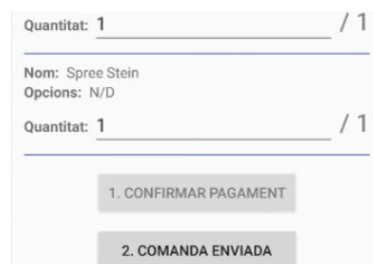 Quantitat: 1 / 1
Nom: Spree Stein
Opcions: N/D
Quantitat: 1 / 1
1. CONFIRMAR PAGAMENT
2. COMANDA ENVIADA